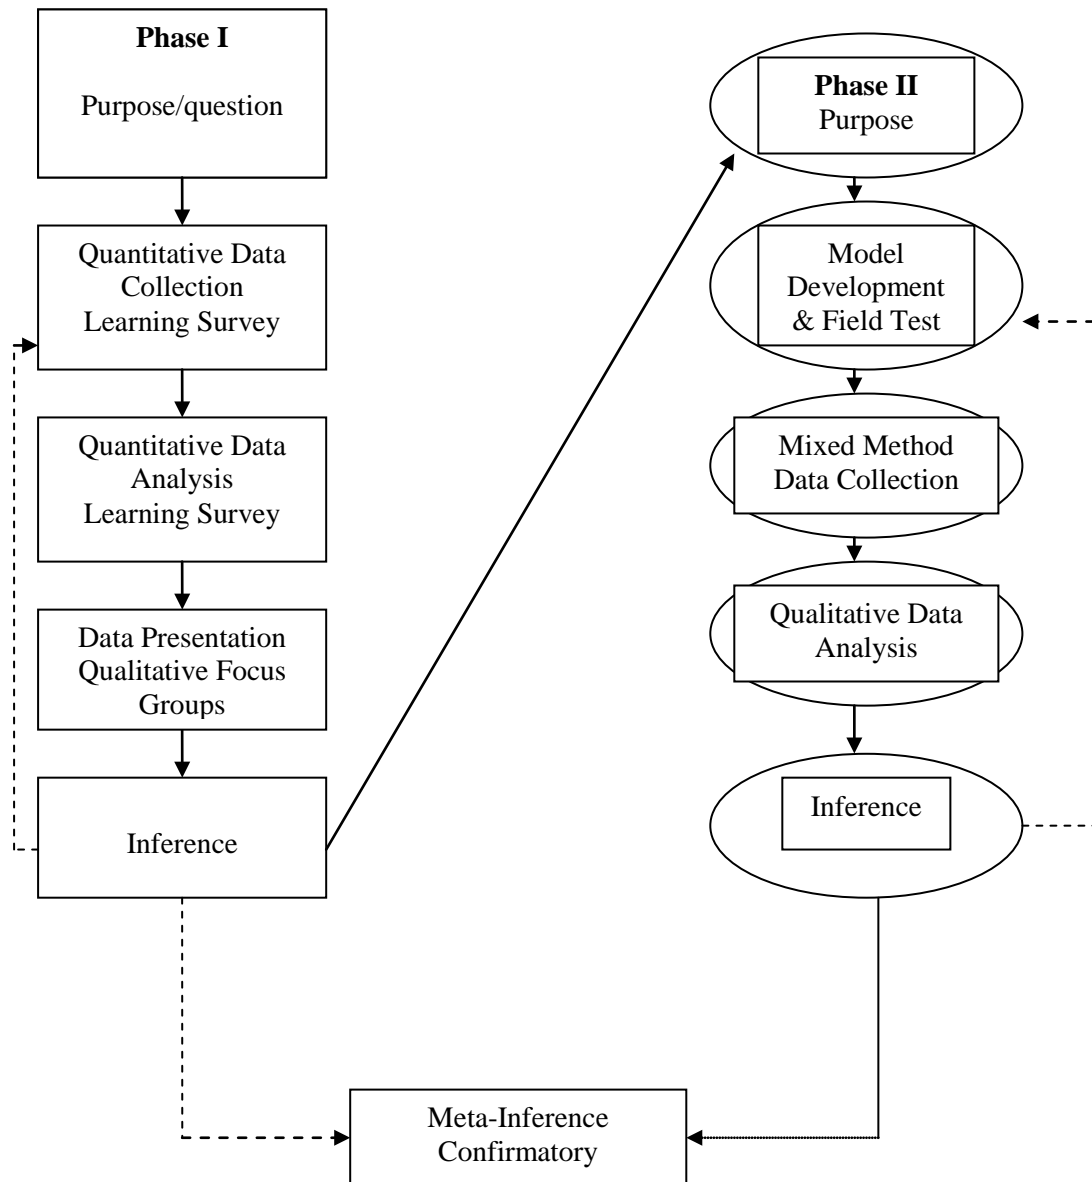 Phase I
Purpose/question
Quantitative Data
Collection
Learning Survey
Quantitative Data
Analysis
Learning Survey
Data Presentation
Qualitative Focus
Groups
Inference
Phase II
Purpose
Model
Development
& Field Test
Mixed Method
Data Collection
Qualitative Data
Analysis
Inference
Meta-Inference
Confirmatory